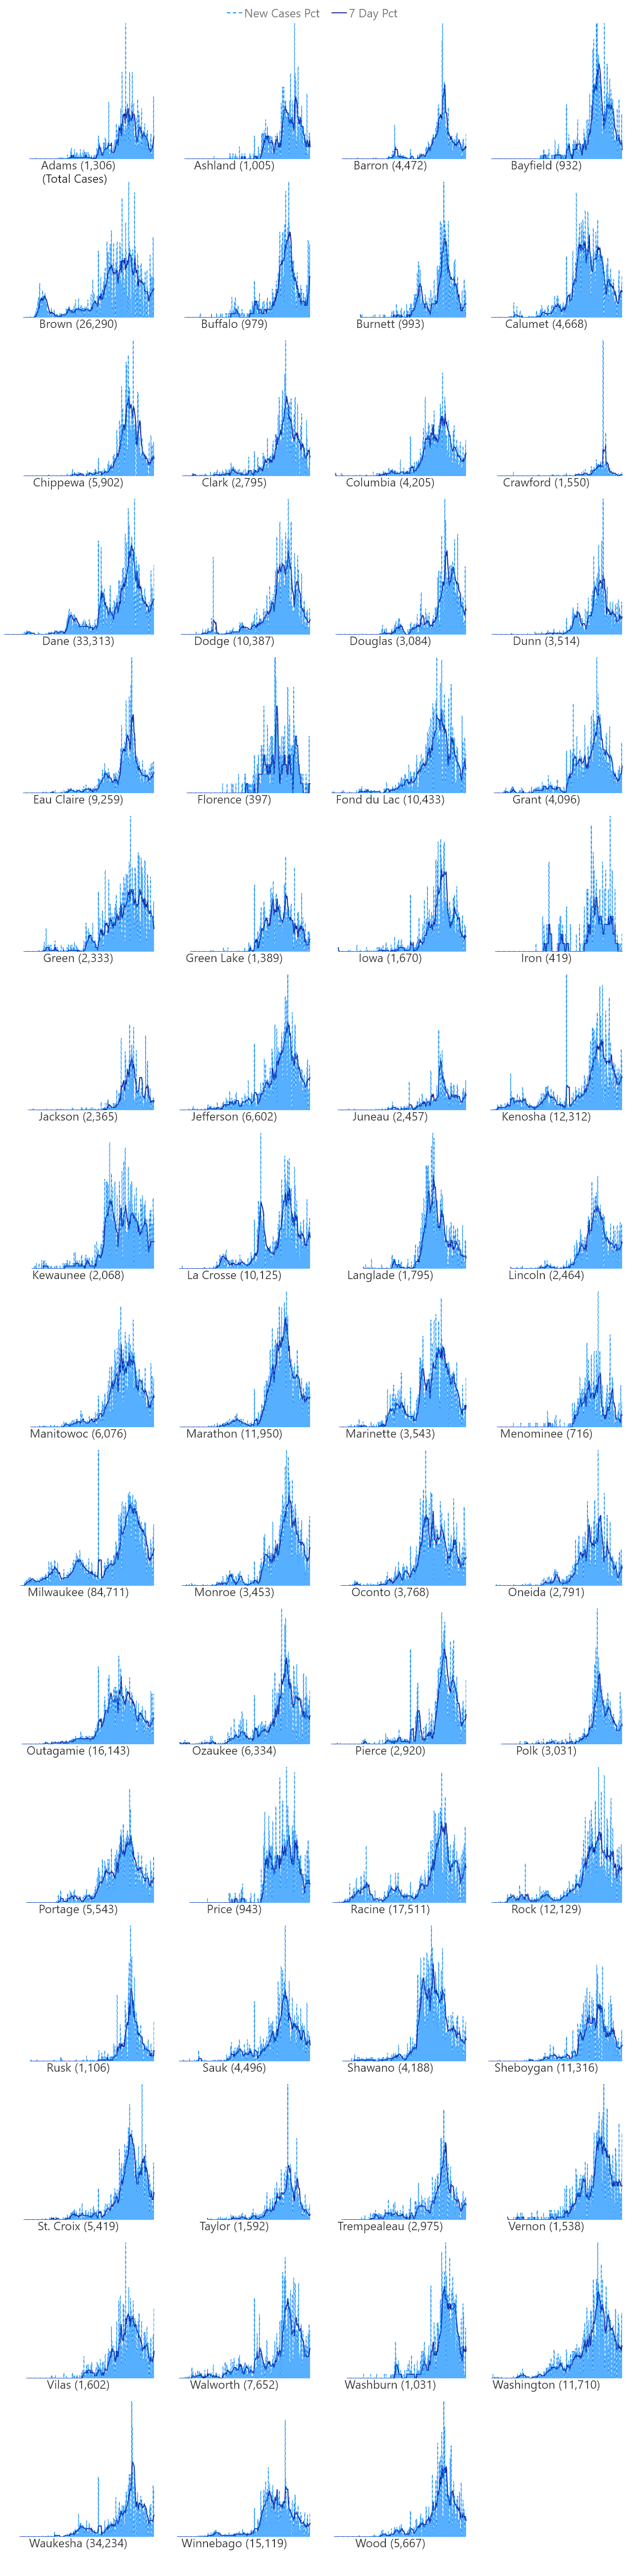 New Cases Pct 7 Day Pct
Adams (1,306) Ashland (1,005) Barron (4,472) Bayfield (932)
(Total Cases)
Brown (26,290) Buffalo (979) Burnett (993) Calumet (4,668)
Chippewa (5,902) Clark (2,795) Columbia (4,205) Crawford (1,550)
Dane (33,313) Dodge (10,387) Douglas (3,084) Dunn (3,514)
Eau Claire (9,259) Florence (397) Fond du Lac (10,433) Grant (4,096)
Green (2,333) Green Lake (1,389) Iowa (1,670) Iron (419)
Jackson (2,365) Jefferson (6,602) Juneau (2,457) Kenosha (12,312)
Kewaunee (2,068) La Crosse (10,125) Langlade (1,795) Lincoln (2,464)
Manitowoc (6,076) Marathon (11,950) Marinette (3,543) Menominee (716)
Milwaukee (84,711) Monroe (3,453) Oconto (3,768) Oneida (2,791)
Outagamie (16,143) Ozaukee (6,334) Pierce (2,920) Polk (3,031)
Portage (5,543) Price (943) Racine (17,511) Rock (12,129)
Rusk (1,106) Sauk (4,496) Shawano (4,188) Sheboygan (11,316)
St. Croix (5,419) Taylor (1,592) Trempealeau (2,975) Vernon (1,538)
Vilas (1,602) Walworth (7,652) Washburn (1,031) Washington (11,710)
Waukesha (34,234) Winnebago (15,119) Wood (5,667)